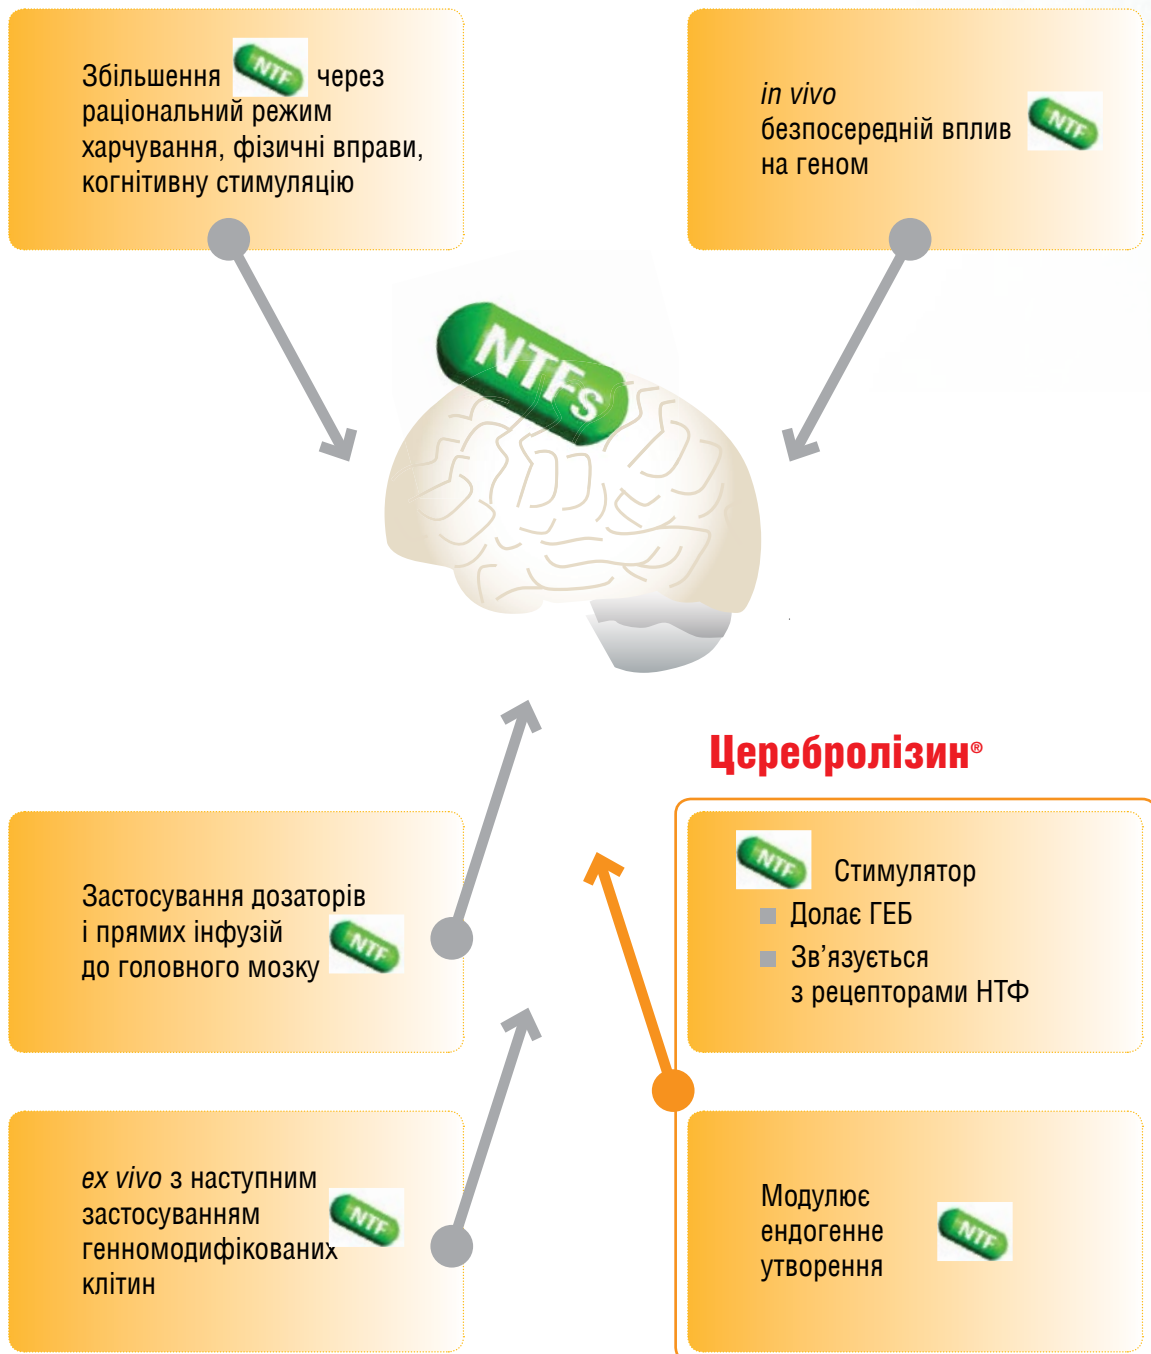 Збільшення NTF через
раціональний режим
харчування, фізичні вправи,
когнітивну стимуляцію
in vivo
безпосередній вплив NTF
на геном
NTFs
Церебролізин®
Застосування дозаторів
і прямих інфузій
до головного мозку NTF
NTF Стимулятор
Долає ГЕБ
Зв’язується
з рецепторами НТФ
ex vivo з наступним
застосуванням NTF
генномодифікованих
клітин
Модулює
ендогенне NTF
утворення